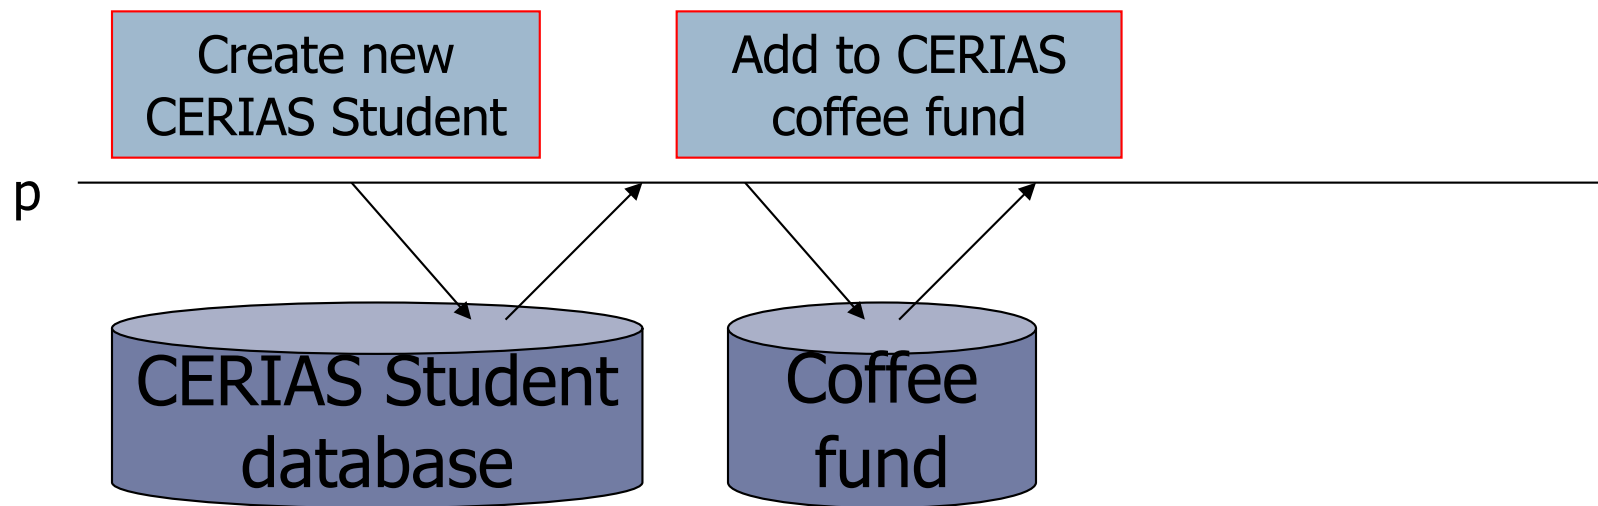 Create new
CERIAS Student
Add to CERIAS
coffee fund
p
CERIAS Student
database
Coffee
fund